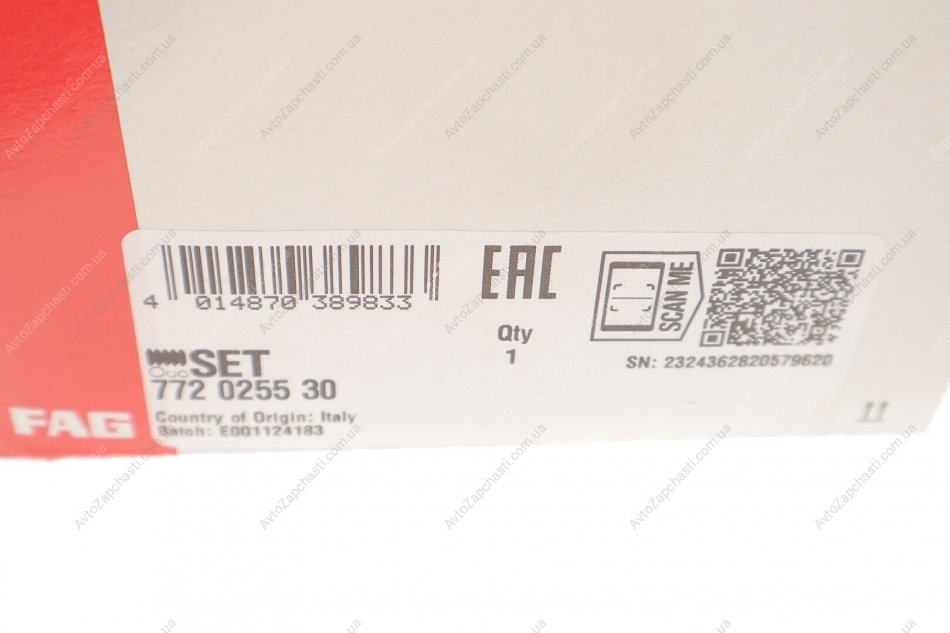 4 014870 389833
EAC
SCAN ME
Qty
1
SN: 2324362820579620
SET
772 0255 30
Country of Origin: Italy
Batch: E001124183
FAG
AvtoZapchasti.com.ua